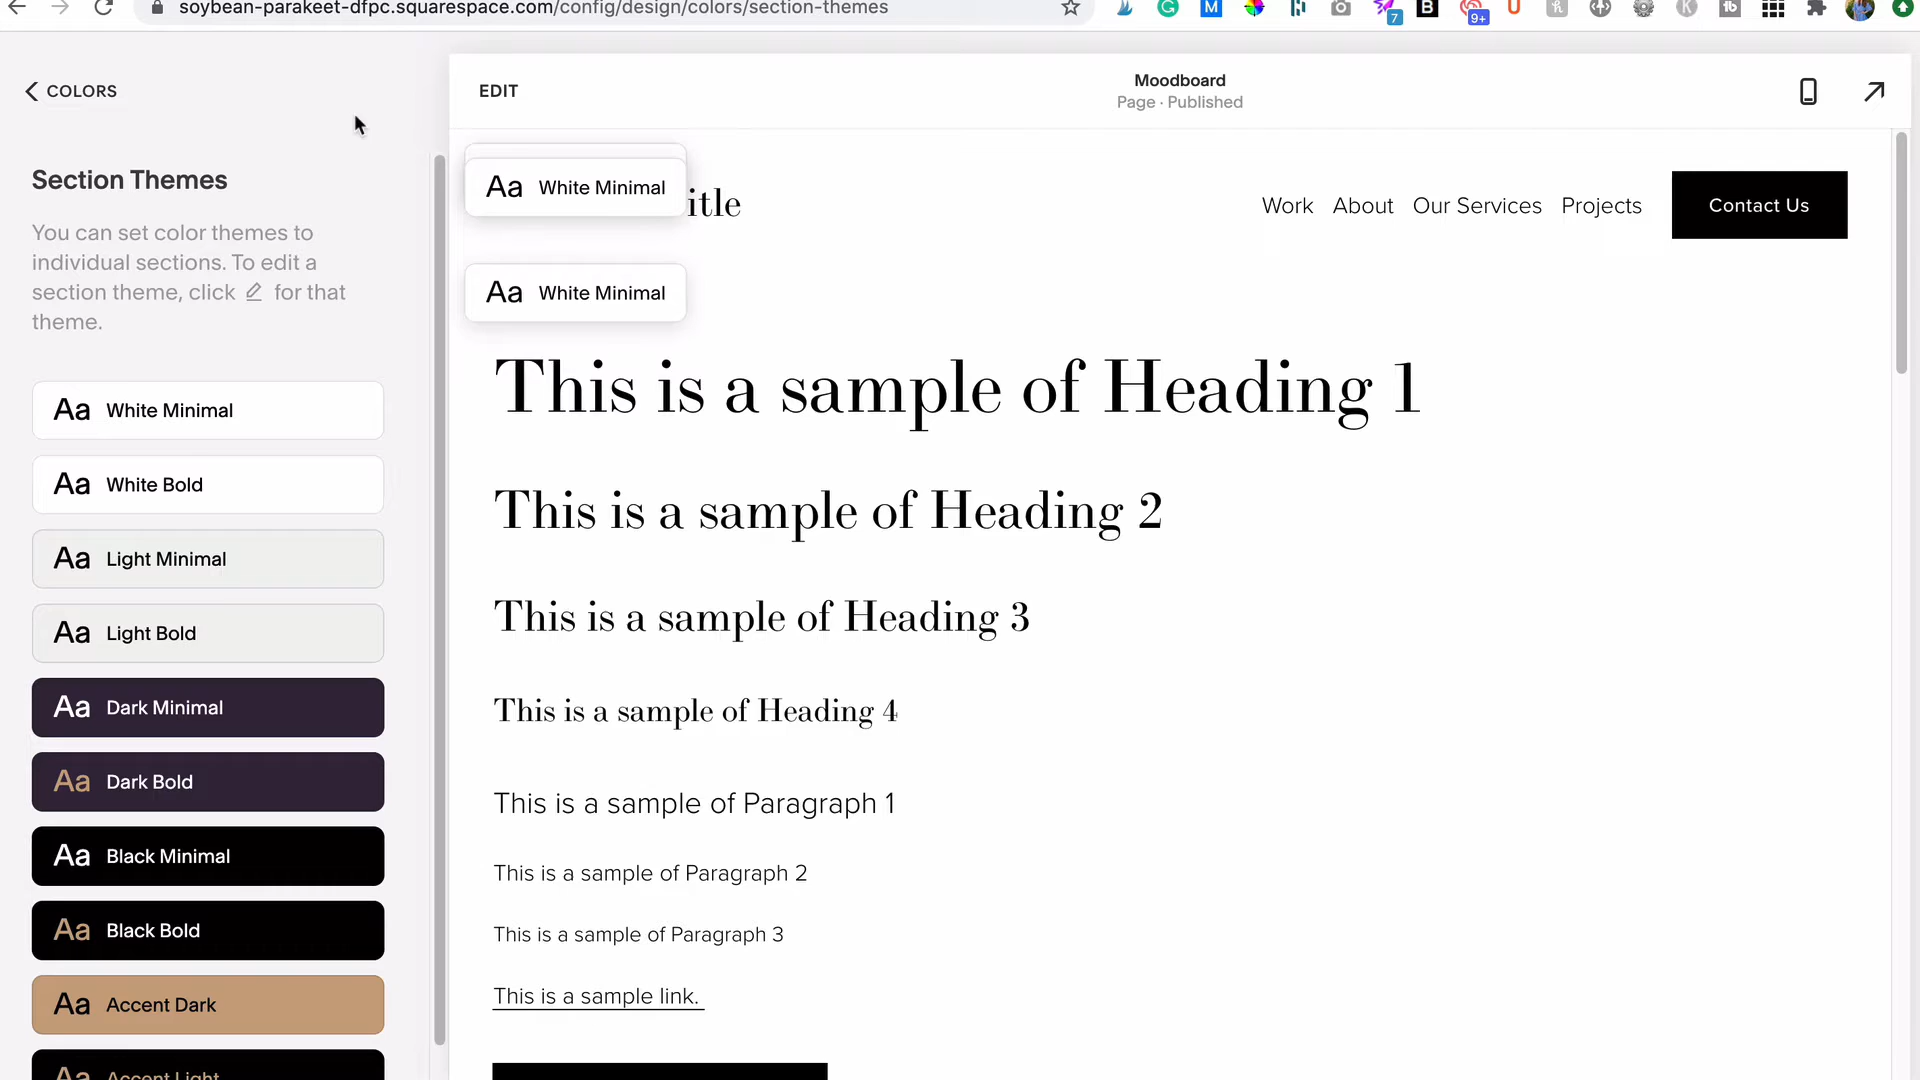 soybean-parakeet-dfpc.squarespace.com/config/design/colors/section-themes
M
7
B
9+
U
K
tb
COLORS
EDIT
Moodboard
Page · Published
Section Themes
You can set color themes to
individual sections. To edit a
section theme, click for that
theme.
Aa White Minimal
Aa White Bold
Aa Light Minimal
Aa Light Bold
Aa Dark Minimal
Aa Dark Bold
Aa Black Minimal
Aa Black Bold
Aa Accent Dark
Aa Accent Light
Aa White Minimal
itle
Work About Our Services Projects Contact Us
Aa White Minimal
This is a sample of Heading 1
This is a sample of Heading 2
This is a sample of Heading 3
This is a sample of Heading 4
This is a sample of Paragraph 1
This is a sample of Paragraph 2
This is a sample of Paragraph 3
This is a sample link.